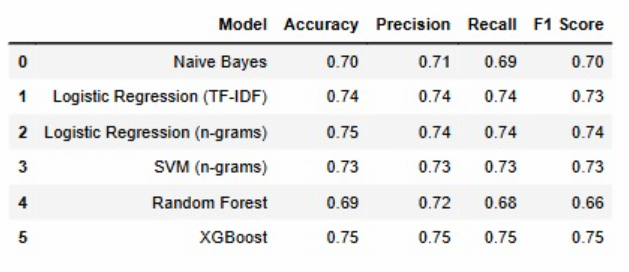 Model Accuracy Precision Recall F1 Score
0 Naive Bayes 0.70 0.71 0.69 0.70
1 Logistic Regression (TF-IDF) 0.74 0.74 0.74 0.73
2 Logistic Regression (n-grams) 0.75 0.74 0.74 0.74
3 SVM (n-grams) 0.73 0.73 0.73 0.73
4 Random Forest 0.69 0.72 0.68 0.66
5 XGBoost 0.75 0.75 0.75 0.75